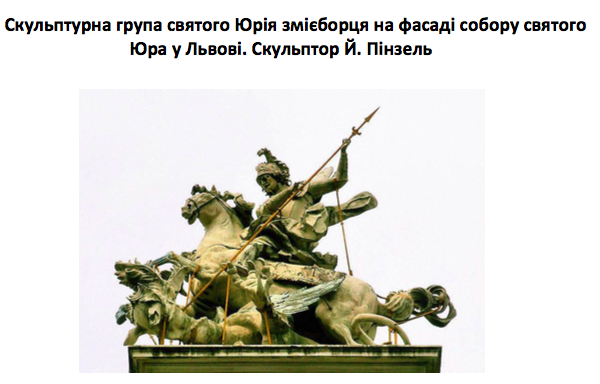 Скульптурна група святого Юрія змієборця на фасаді собору святого
Юра у Львові. Скульптор Й. Пінзель